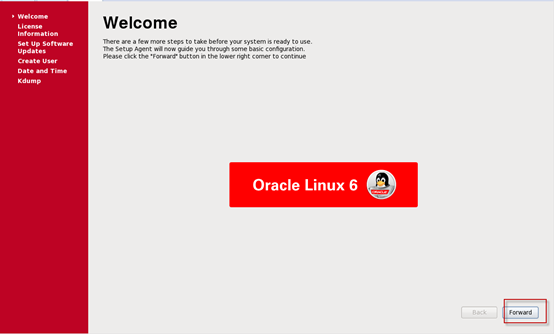 Welcome
License
Information
Set Up Software
Updates
Create User
Date and Time
Kdump
Welcome
There are a few more steps to take before your system is ready to use.
The Setup Agent will now guide you through some basic configuration.
Please click the "Forward" button in the lower right corner to continue
Oracle Linux 6
Back
Forward